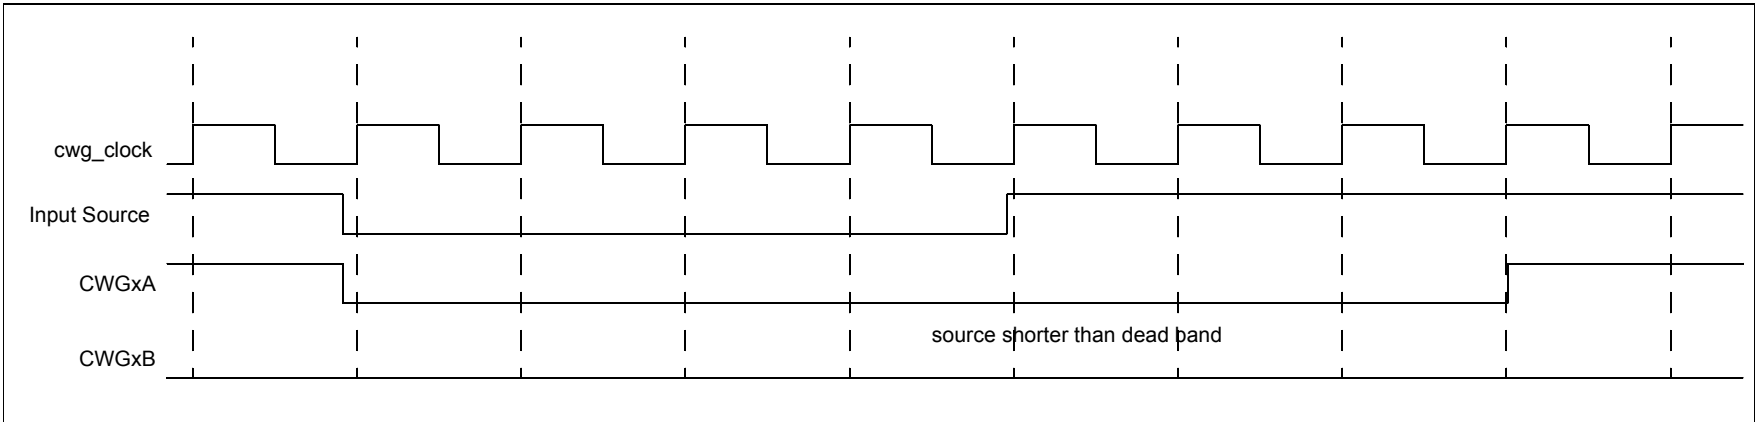 cwg_clock
Input Source
CWGxA
source shorter than dead band
CWGxB